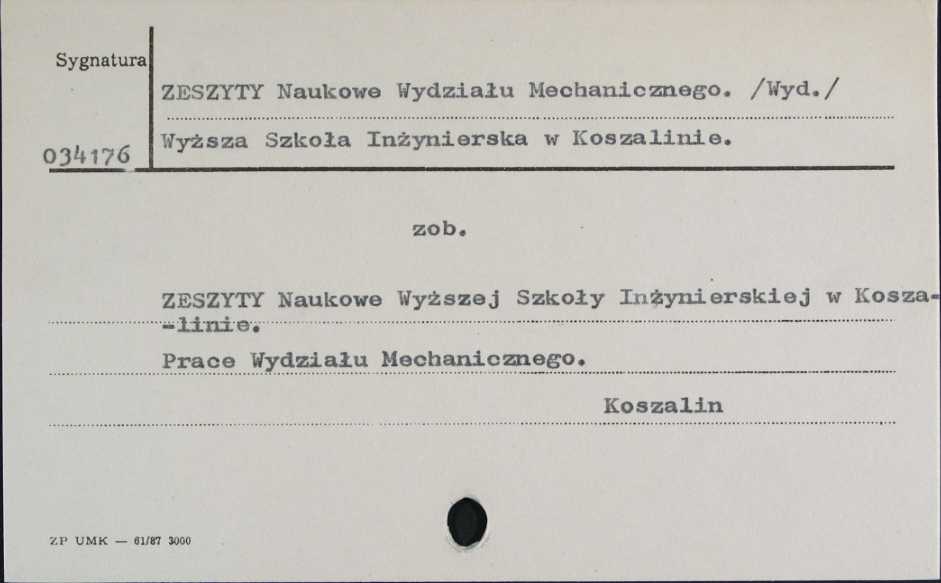 Sygnatura
ZESZYTY Naukowe Wydziału Mechanicznego. /Wyd./
Wyższa Szkoła Inżynierska w Koszalinie.
034176
zob.
ZESZYTY Naukowe Wyższej Szkoły Inżynierskiej w Kosza-
-linie.
Prace Wydziału Mechanicznego.
Koszalin
ZP UMK — 61/87 3000